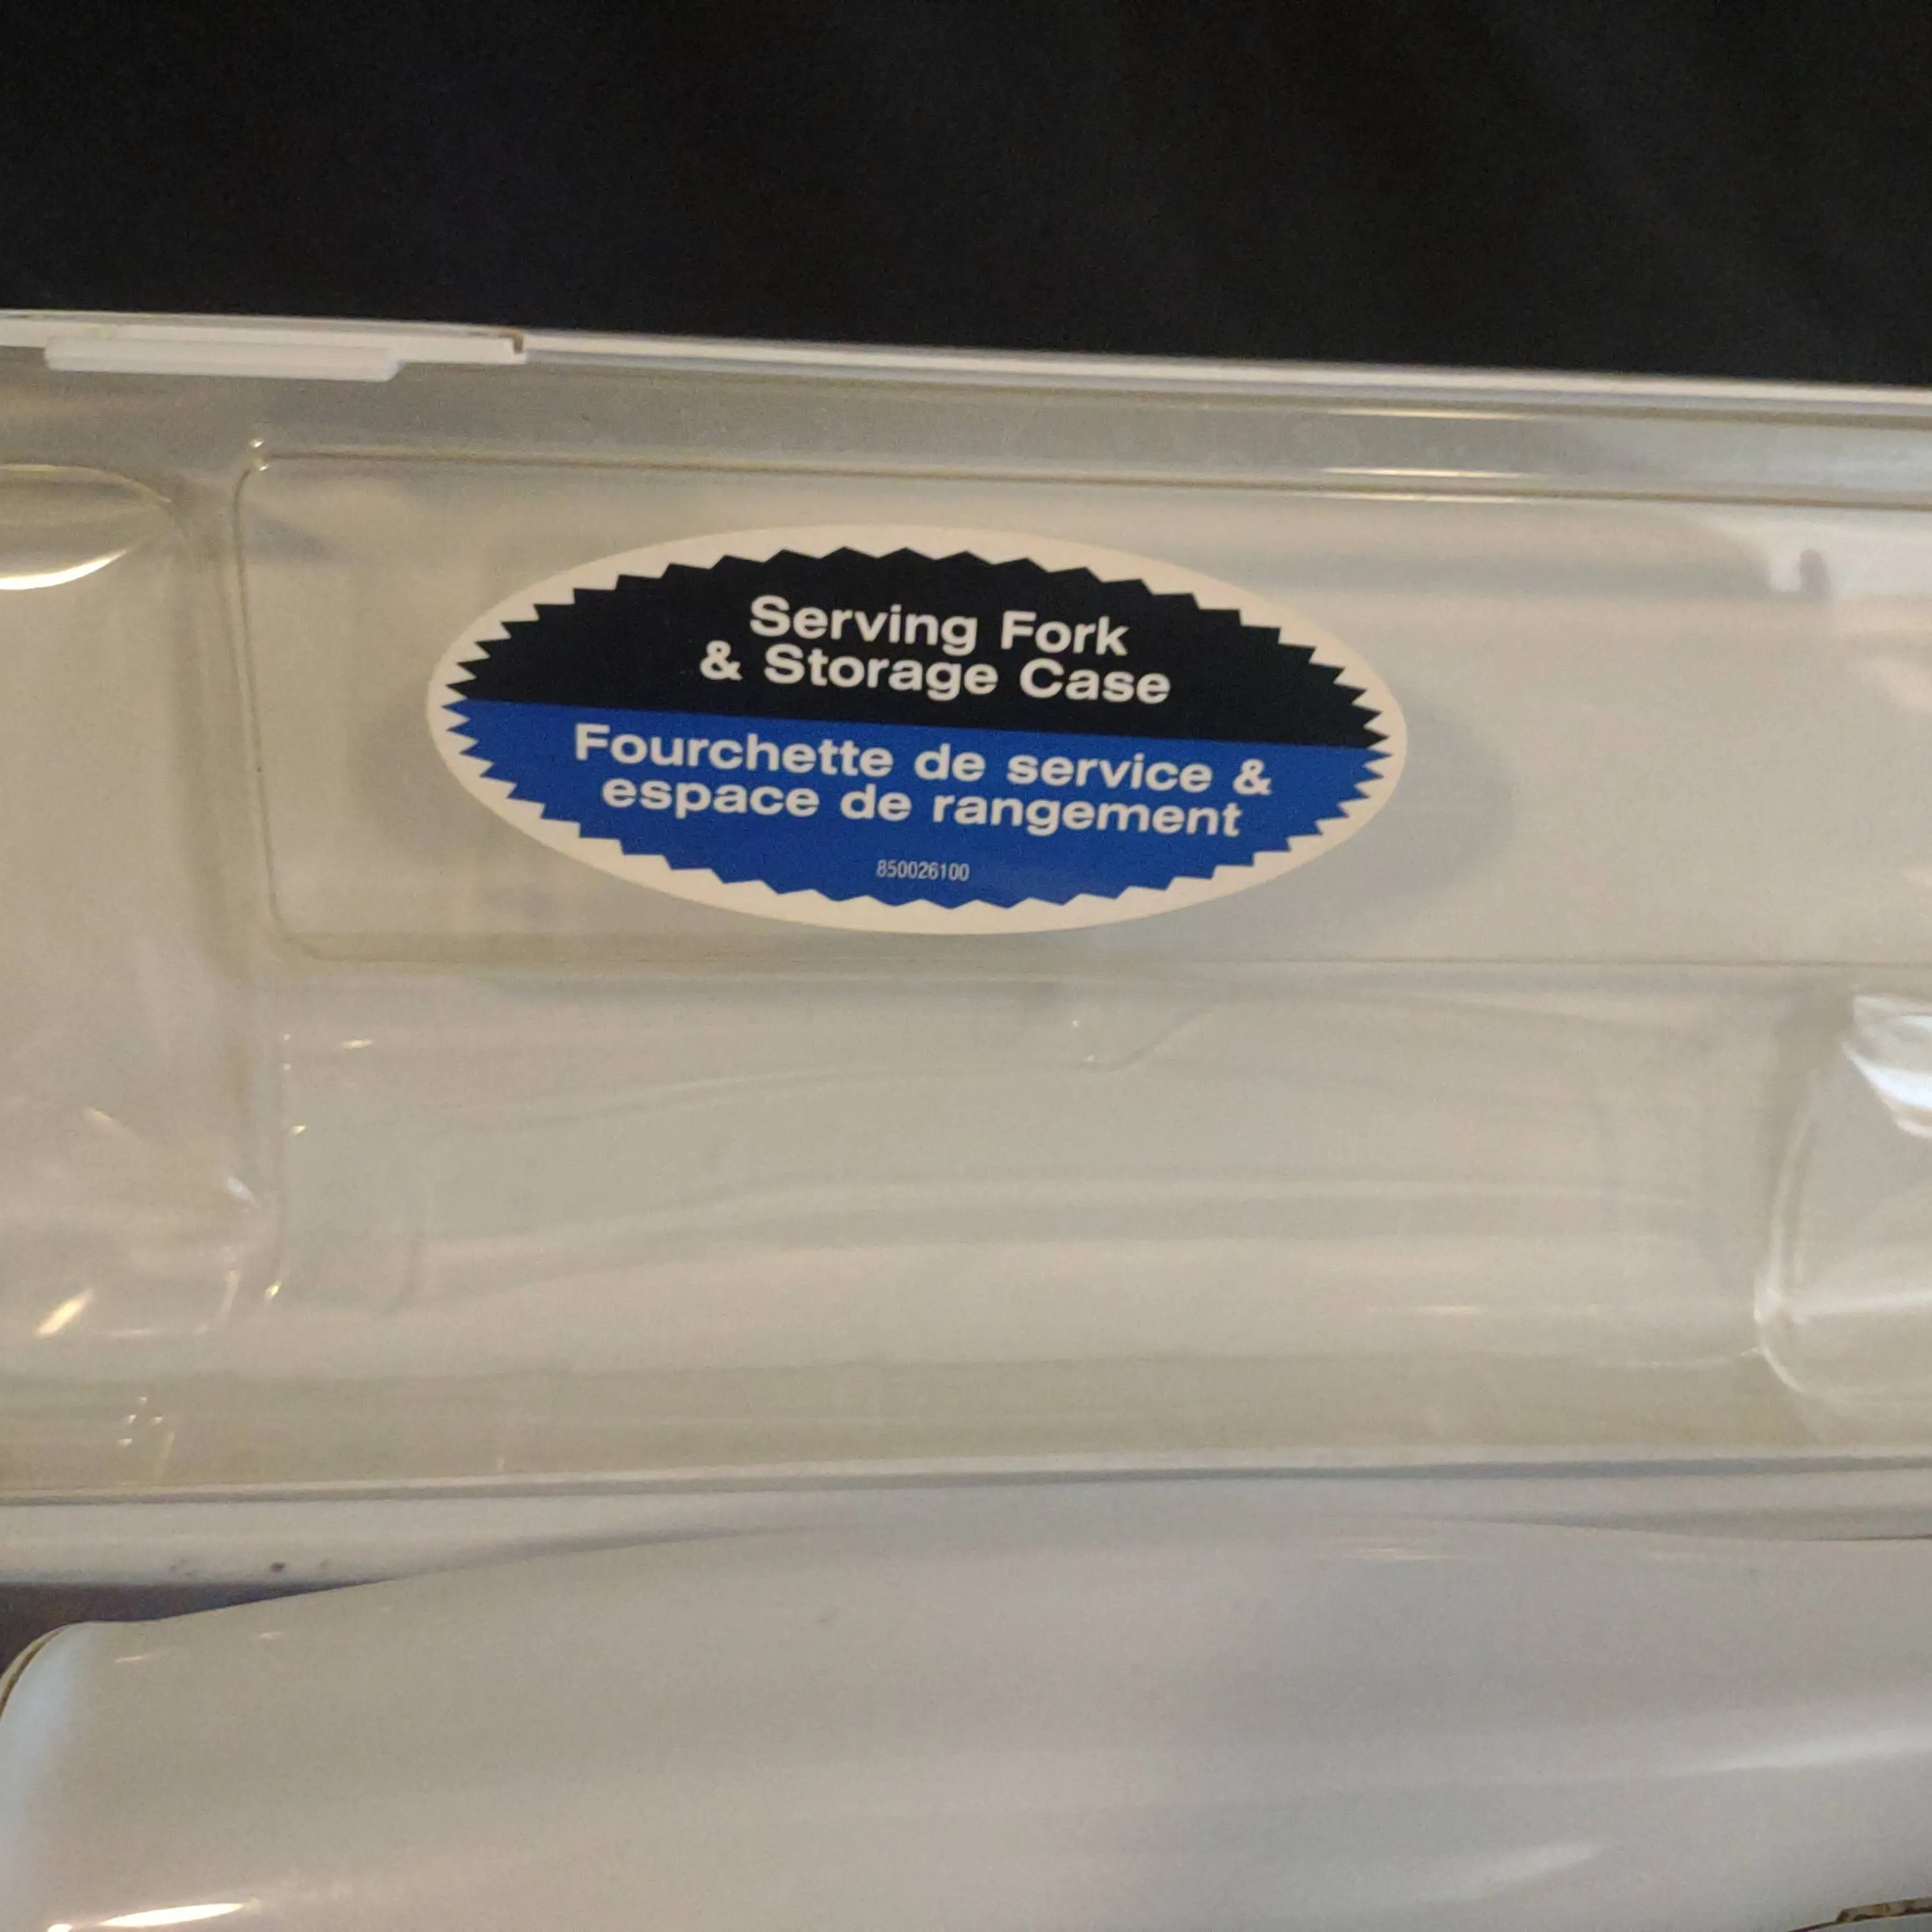 Serving Fork
& Storage Case
Fourchette de service &
espace de rangement
850026100